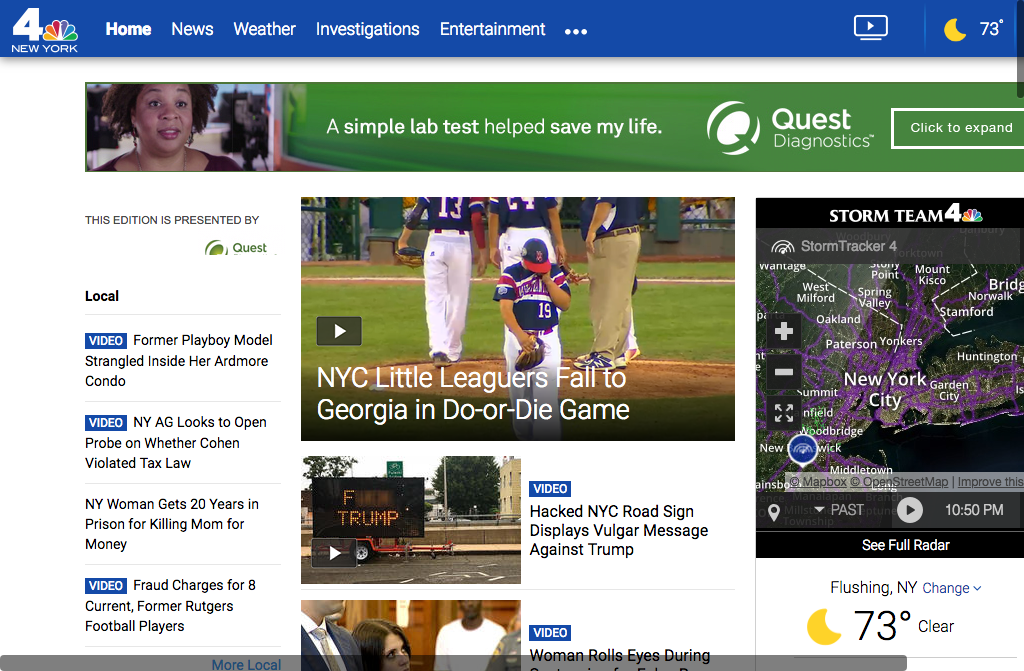 4
NEW YORK
Home News Weather Investigations Entertainment •••
73°
A simple lab test helped save my life.
Quest
Diagnostics™
Click to expand
THIS EDITION IS PRESENTED BY
Quest
Local
VIDEO Former Playboy Model
Strangled Inside Her Ardmore
Condo
VIDEO NY AG Looks to Open
Probe on Whether Cohen
Violated Tax Law
NY Woman Gets 20 Years in
Prison for Killing Mom for
Money
VIDEO Fraud Charges for 8
Current, Former Rutgers
Football Players
More Local
13
19
NYC Little Leaguers Fall to
Georgia in Do-or-Die Game
F
TRUMP
VIDEO
Hacked NYC Road Sign
Displays Vulgar Message
Against Trump
VIDEO
Woman Rolls Eyes During
STORM TEAM 4
StormTracker 4
Danbury
Yorktown
Wantage
Stony
Point
Mount
Kisco
West
Milford
Spring
Valley
Bridg
Norwalk
Stamford
Oakland
Paterson
Yonkers
Huntington
New York
City
Garden
City
Summit
nfield
Woodbridge
New wick
Middletown
© Mapbox © OpenStreetMap | Improve this
PAST
10:50 PM
See Full Radar
Flushing, NY Change
73° Clear